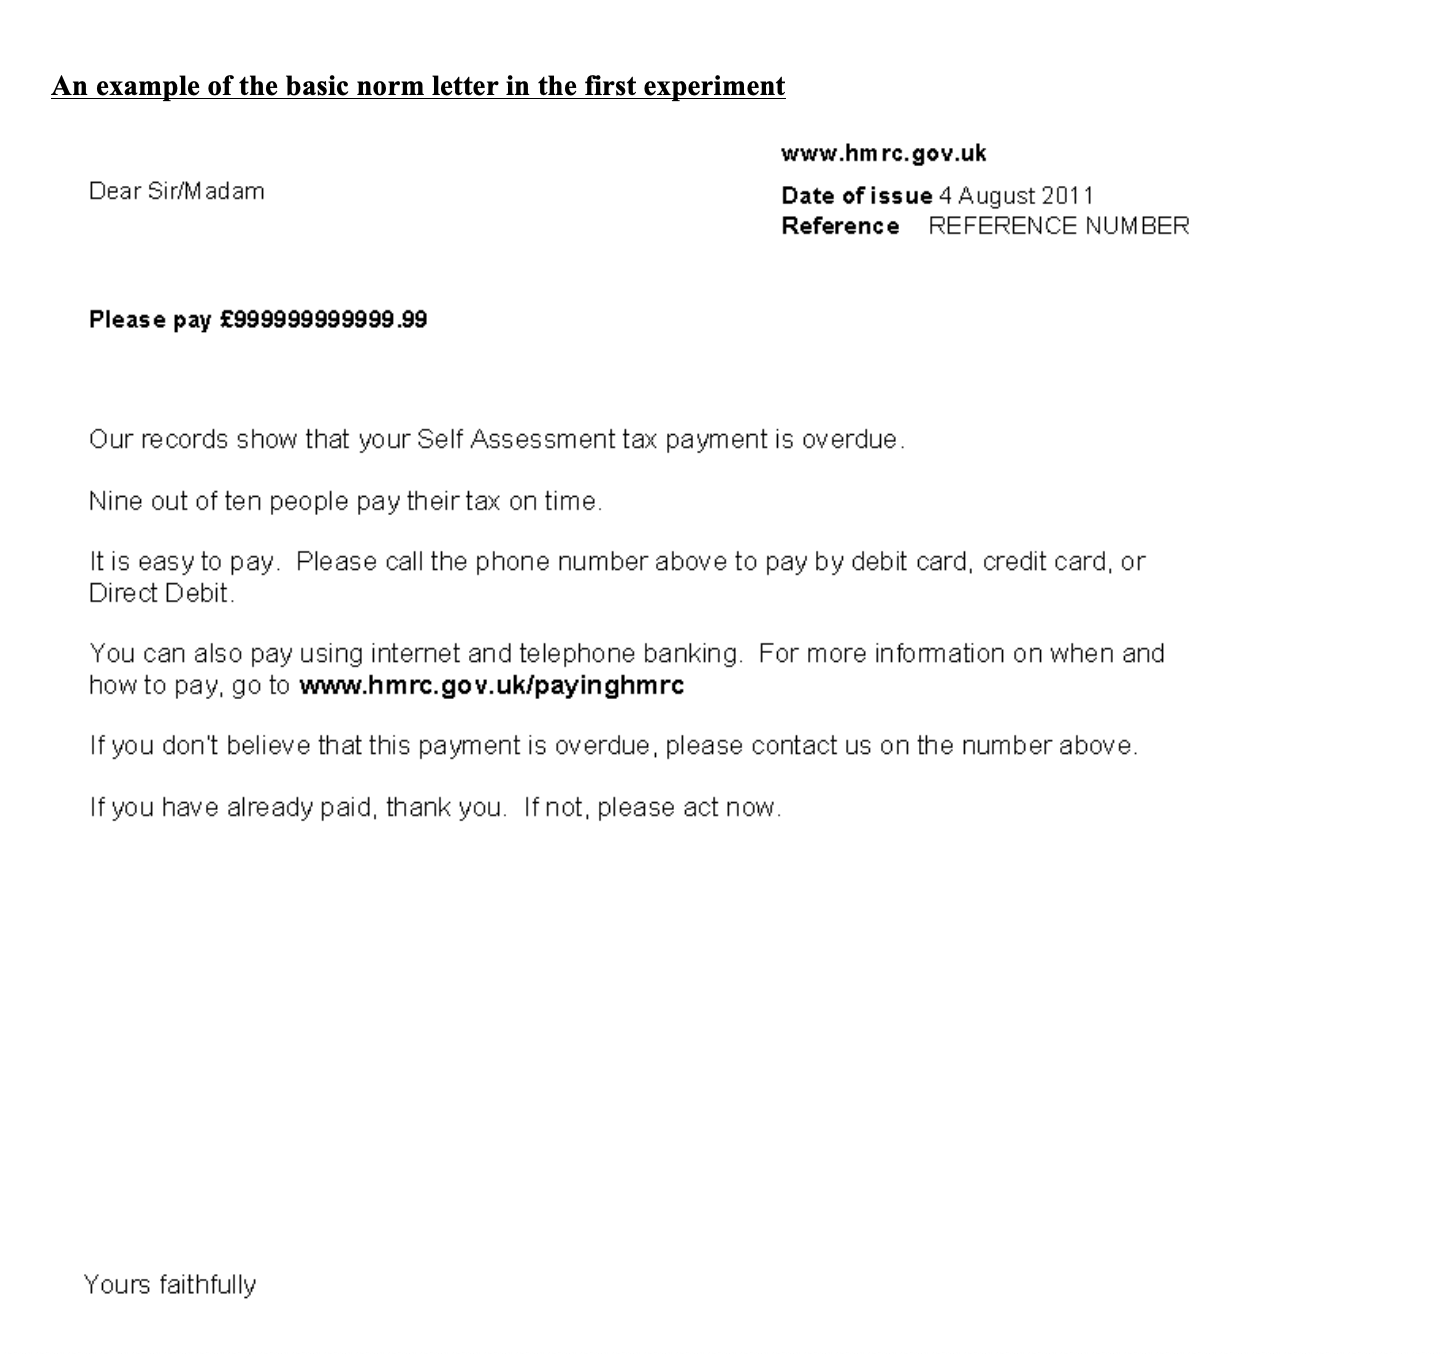 An example of the basic norm letter in the first experiment
www.hmrc.gov.uk
Dear Sir/Madam
Date of issue 4 August 2011
Reference REFERENCE NUMBER
Please pay £999999999999.99
Our records show that your Self Assessment tax payment is overdue.
Nine out of ten people pay their tax on time.
It is easy to pay. Please call the phone number above to pay by debit card, credit card, or
Direct Debit.
You can also pay using internet and telephone banking. For more information on when and
how to pay, go to www.hmrc.gov.uk/payinghmrc
If you don't believe that this payment is overdue, please contact us on the number above.
If you have already paid, thank you. If not, please act now.
Yours faithfully